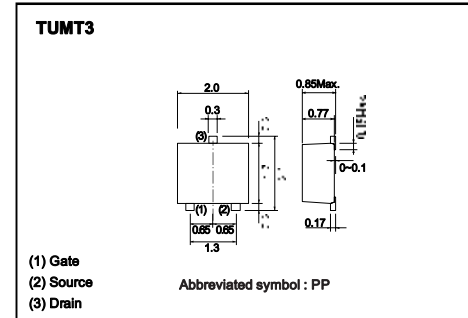 TUMT3
2.0
0.85Max.
0.3
0.77
(3)
0~0.1
(1) (2)
0.65 0.65
0.17
1.3
(1) Gate
(2) Source
(3) Drain
Abbreviated symbol : PP